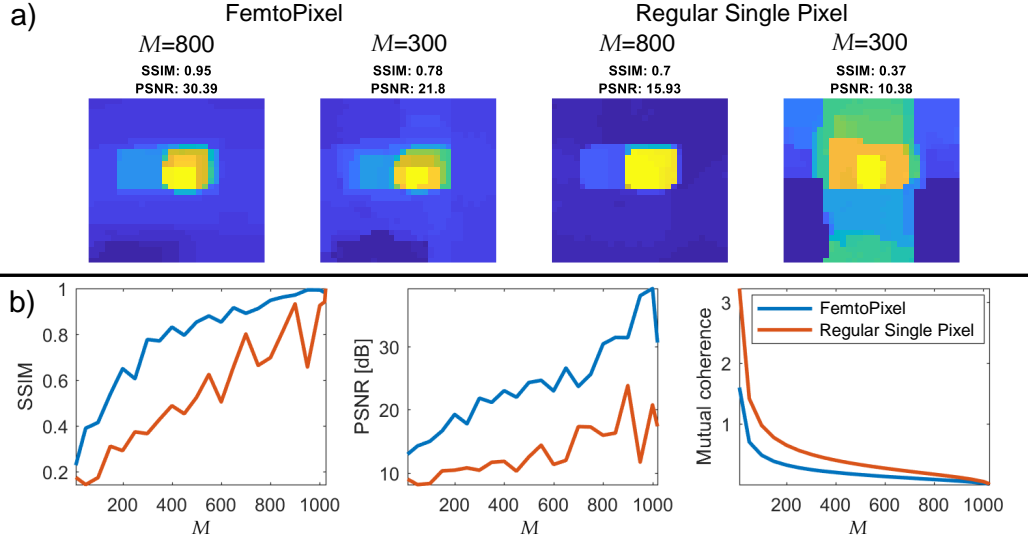 a)
FemtoPixel
Regular Single Pixel
M=800
M=300
M=800
M=300
SSIM: 0.95
PSNR: 30.39
SSIM: 0.78
PSNR: 21.8
SSIM: 0.7
PSNR: 15.93
SSIM: 0.37
PSNR: 10.38
b)
SSIM
1
0.8
0.6
0.4
0.2
200 400 600 800 1000
M
PSNR [dB]
30
20
10
200 400 600 800 1000
M
Mutual coherence
3
2
1
200 400 600 800 1000
M
FemtoPixel
Regular Single Pixel